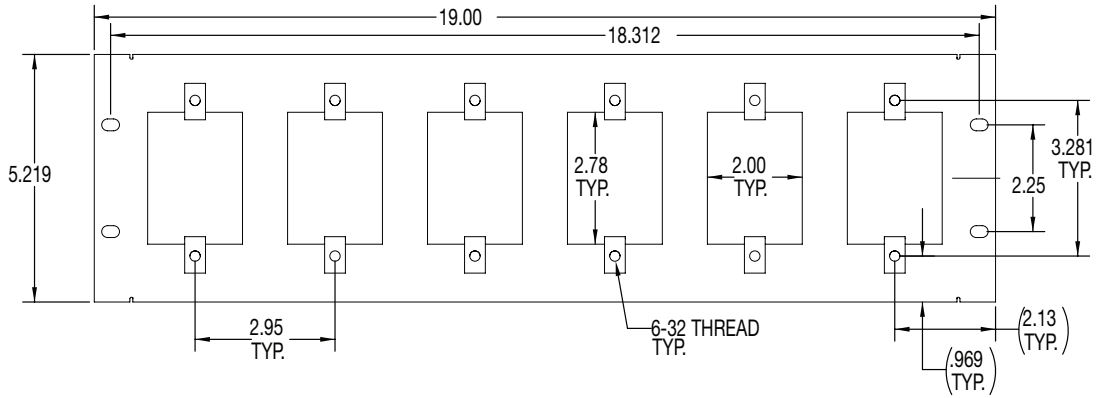 19.00
18.312
5.219
2.78
TYP.
2.00
TYP.
3.281
TYP.
2.25
2.95
TYP.
6-32 THREAD
TYP.
(2.13
TYP.)
(.969
TYP.)